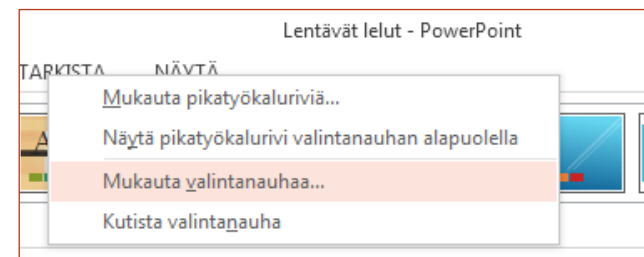 Lentävät lelut - PowerPoint
TARKISTA NÄYTÄ
Mukauta pikatyökaluriviä...
Näytä pikatyökalurivi valintanauhan alapuolella
A
Mukauta valintanauhaa...
Kutista valintanauha